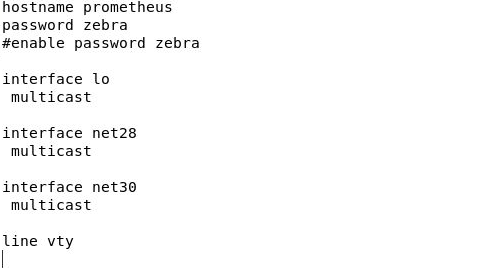 hostname prometheus
password zebra
#enable password zebra
interface lo
multicast
interface net28
multicast
interface net30
multicast
line vty